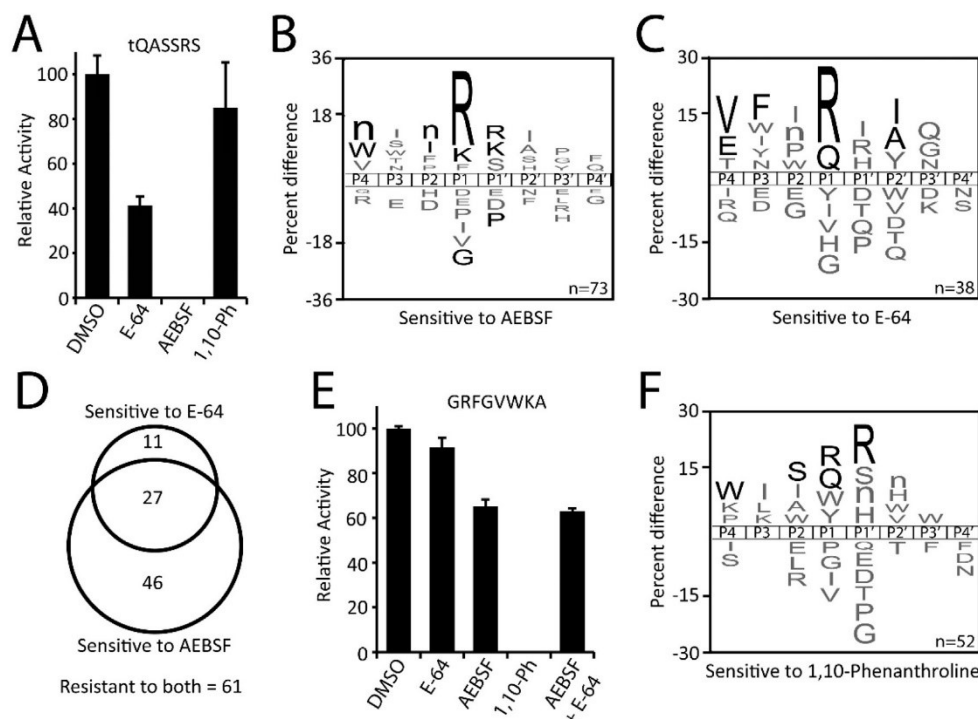 A
tQASSRS
Relative Activity
100
80
60
40
20
0
DMSO
E-64
AEBSF
1,10-Ph
B
Percent difference
36
18
-18
-36
n W V
I S W T N
n I F P
R K F
R K S
I A S H
P G V
F Q
P4 P3 P2 P1 P1' P2' P3' P4'
G R
E
H D
D E P I V G
E D P
N F
E L R H
F G
n=73
Sensitive to AEBSF
C
Percent difference
30
15
-15
-30
V E T
F W I Y N
I n P W
R Q
I R H
I A Y
Q G N
P4 P3 P2 P1 P1' P2' P3' P4'
I R Q
E D
E G
Y I V H G
D T Q P
W V D T Q
D K
N S
n=38
Sensitive to E-64
D
Sensitive to E-64
11
27
46
Sensitive to AEBSF
Resistant to both = 61
E
GRFGVWKA
Relative Activity
100
80
60
40
20
0
DMSO
E-64
AEBSF
1,10-Ph
AEBSF
+ E-64
F
Percent difference
30
15
-15
-30
W K P
I L K
S I A W
R Q W Y
R S n H
n H W V
W
P4 P3 P2 P1 P1' P2' P3' P4'
I S
E L R
P G I V
Q E D T P G
T
F
F D N
n=52
Sensitive to 1,10-Phenanthroline